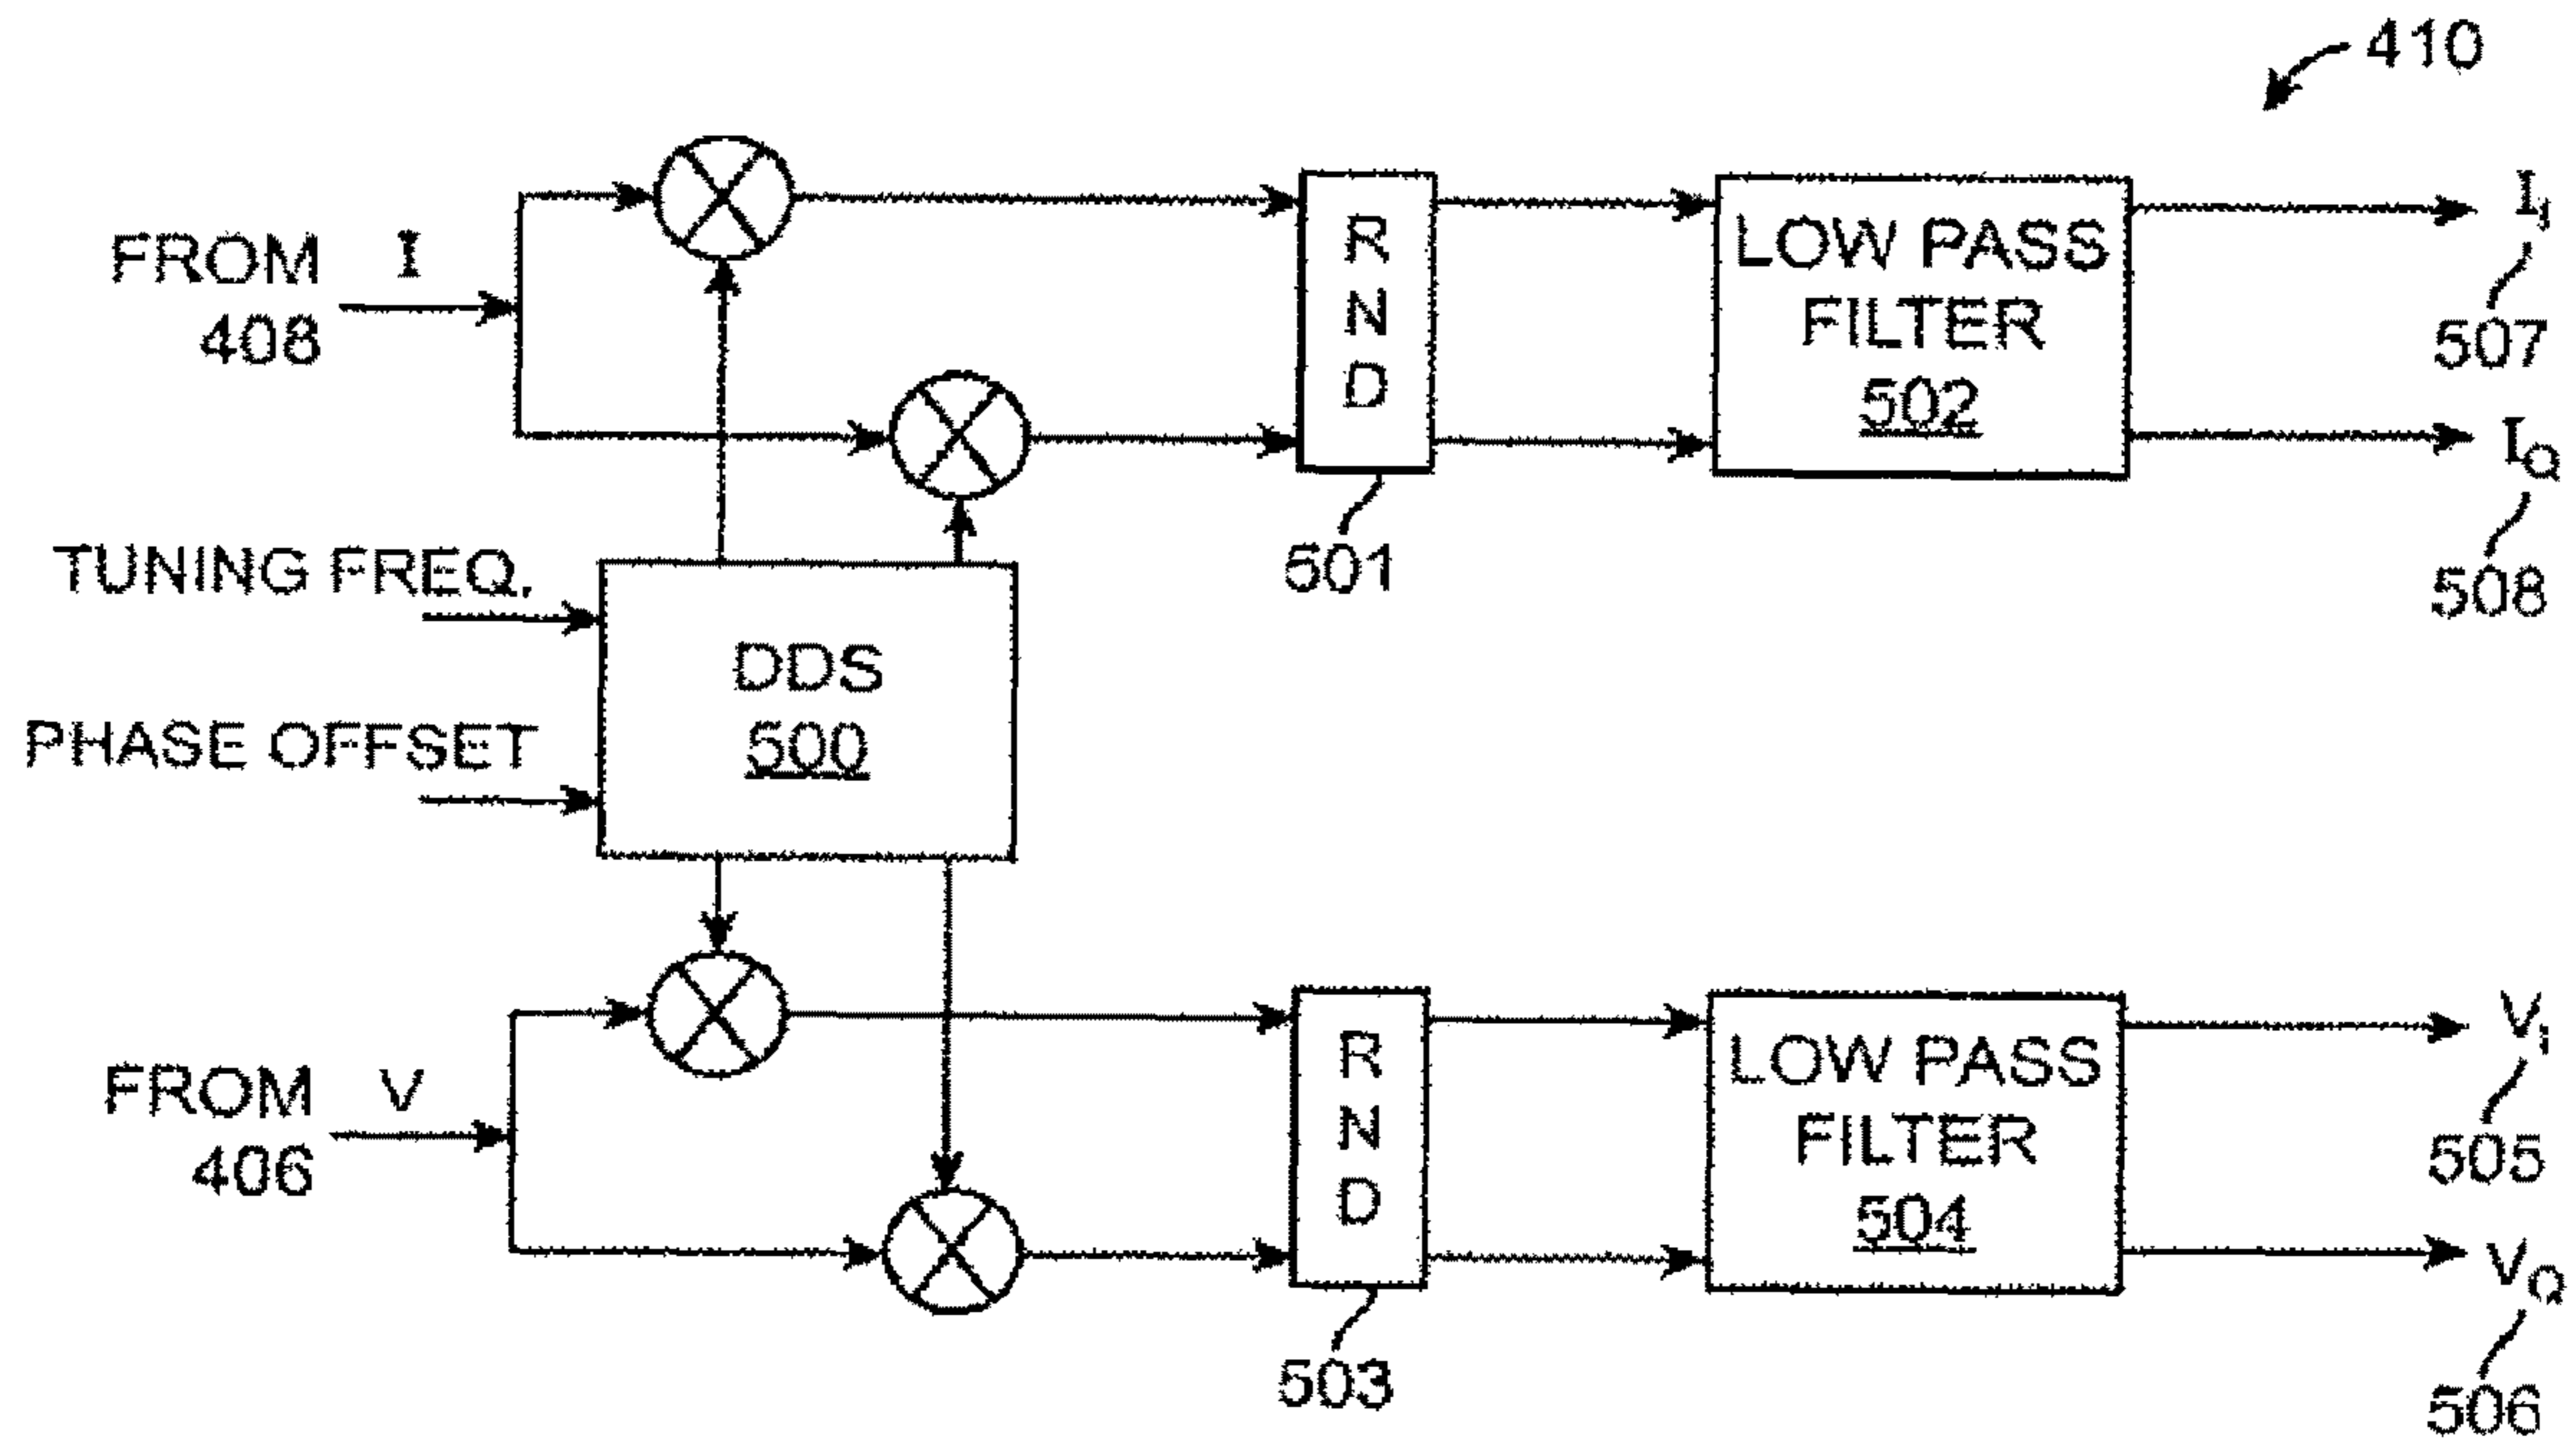 410
FROM I
408
R
N
D
501
LOW PASS
FILTER
502
I_I
507
I_Q
508
TUNING FREQ.
PHASE OFFSET
DDS
500
FROM V
406
R
N
D
503
LOW PASS
FILTER
504
V_I
505
V_Q
506